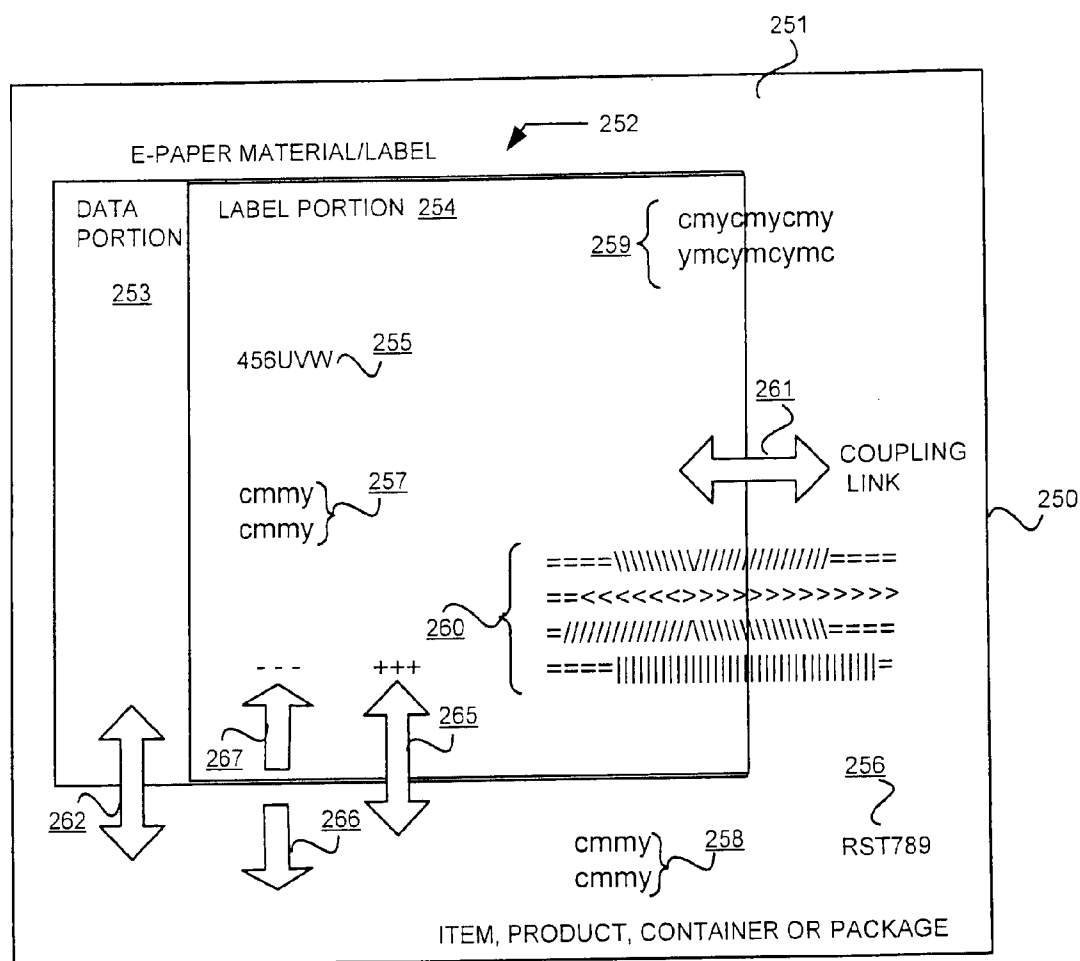 251
252
E-PAPER MATERIAL/LABEL
DATA
PORTION
253
LABEL PORTION 254
259
cmycmycmy
ymcymcymc
456UVW 255
261
COUPLING
LINK
250
cmmy
cmmy
257
260
====\\\\\\\\\\\///////////////====
==<<<<<<>>>>>>>>>>>>>
=////////////////\\\\\\\\\\\\\\\\====
====||||||||||||||||||||||||||||||=
- - -
+++
267
265
262
266
cmmy
cmmy
258
256
RST789
ITEM, PRODUCT, CONTAINER OR PACKAGE